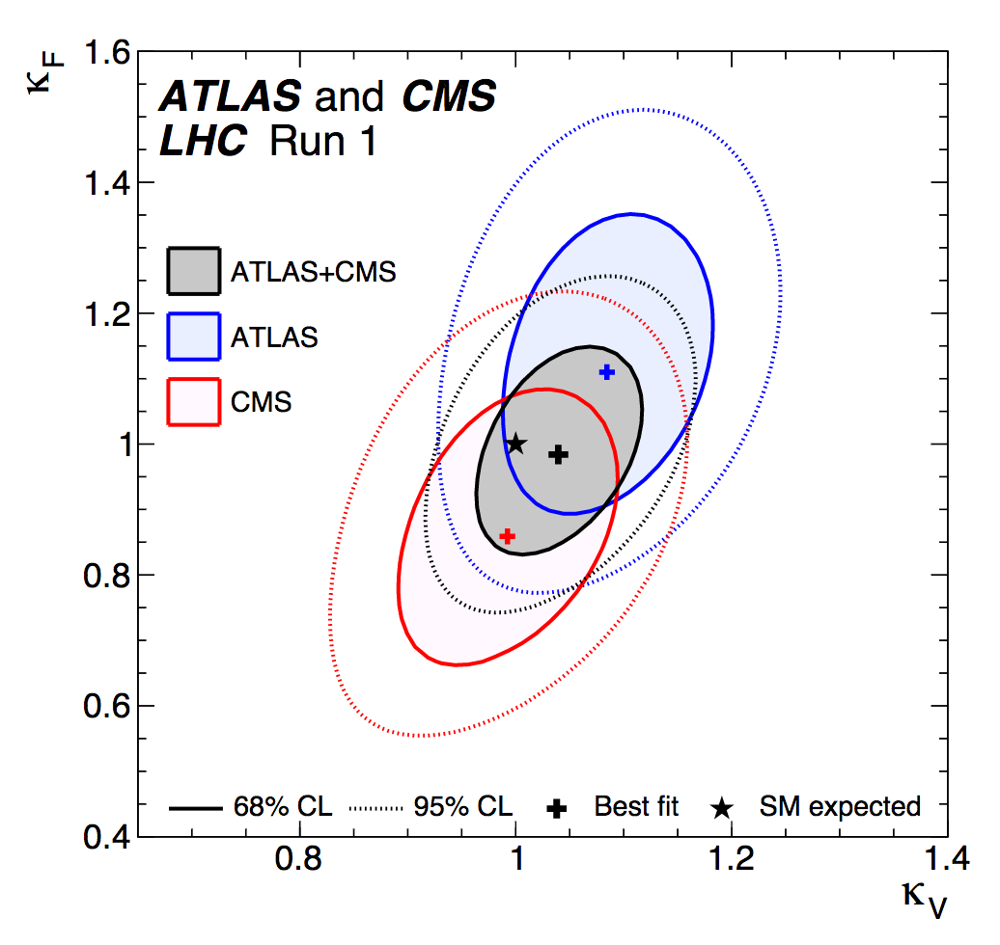 κF
1.6
1.4
1.2
1
0.8
0.6
0.4
ATLAS and CMS
LHC Run 1
ATLAS+CMS
ATLAS
CMS
68% CL 95% CL Best fit SM expected
0.8 1 1.2 1.4
κV